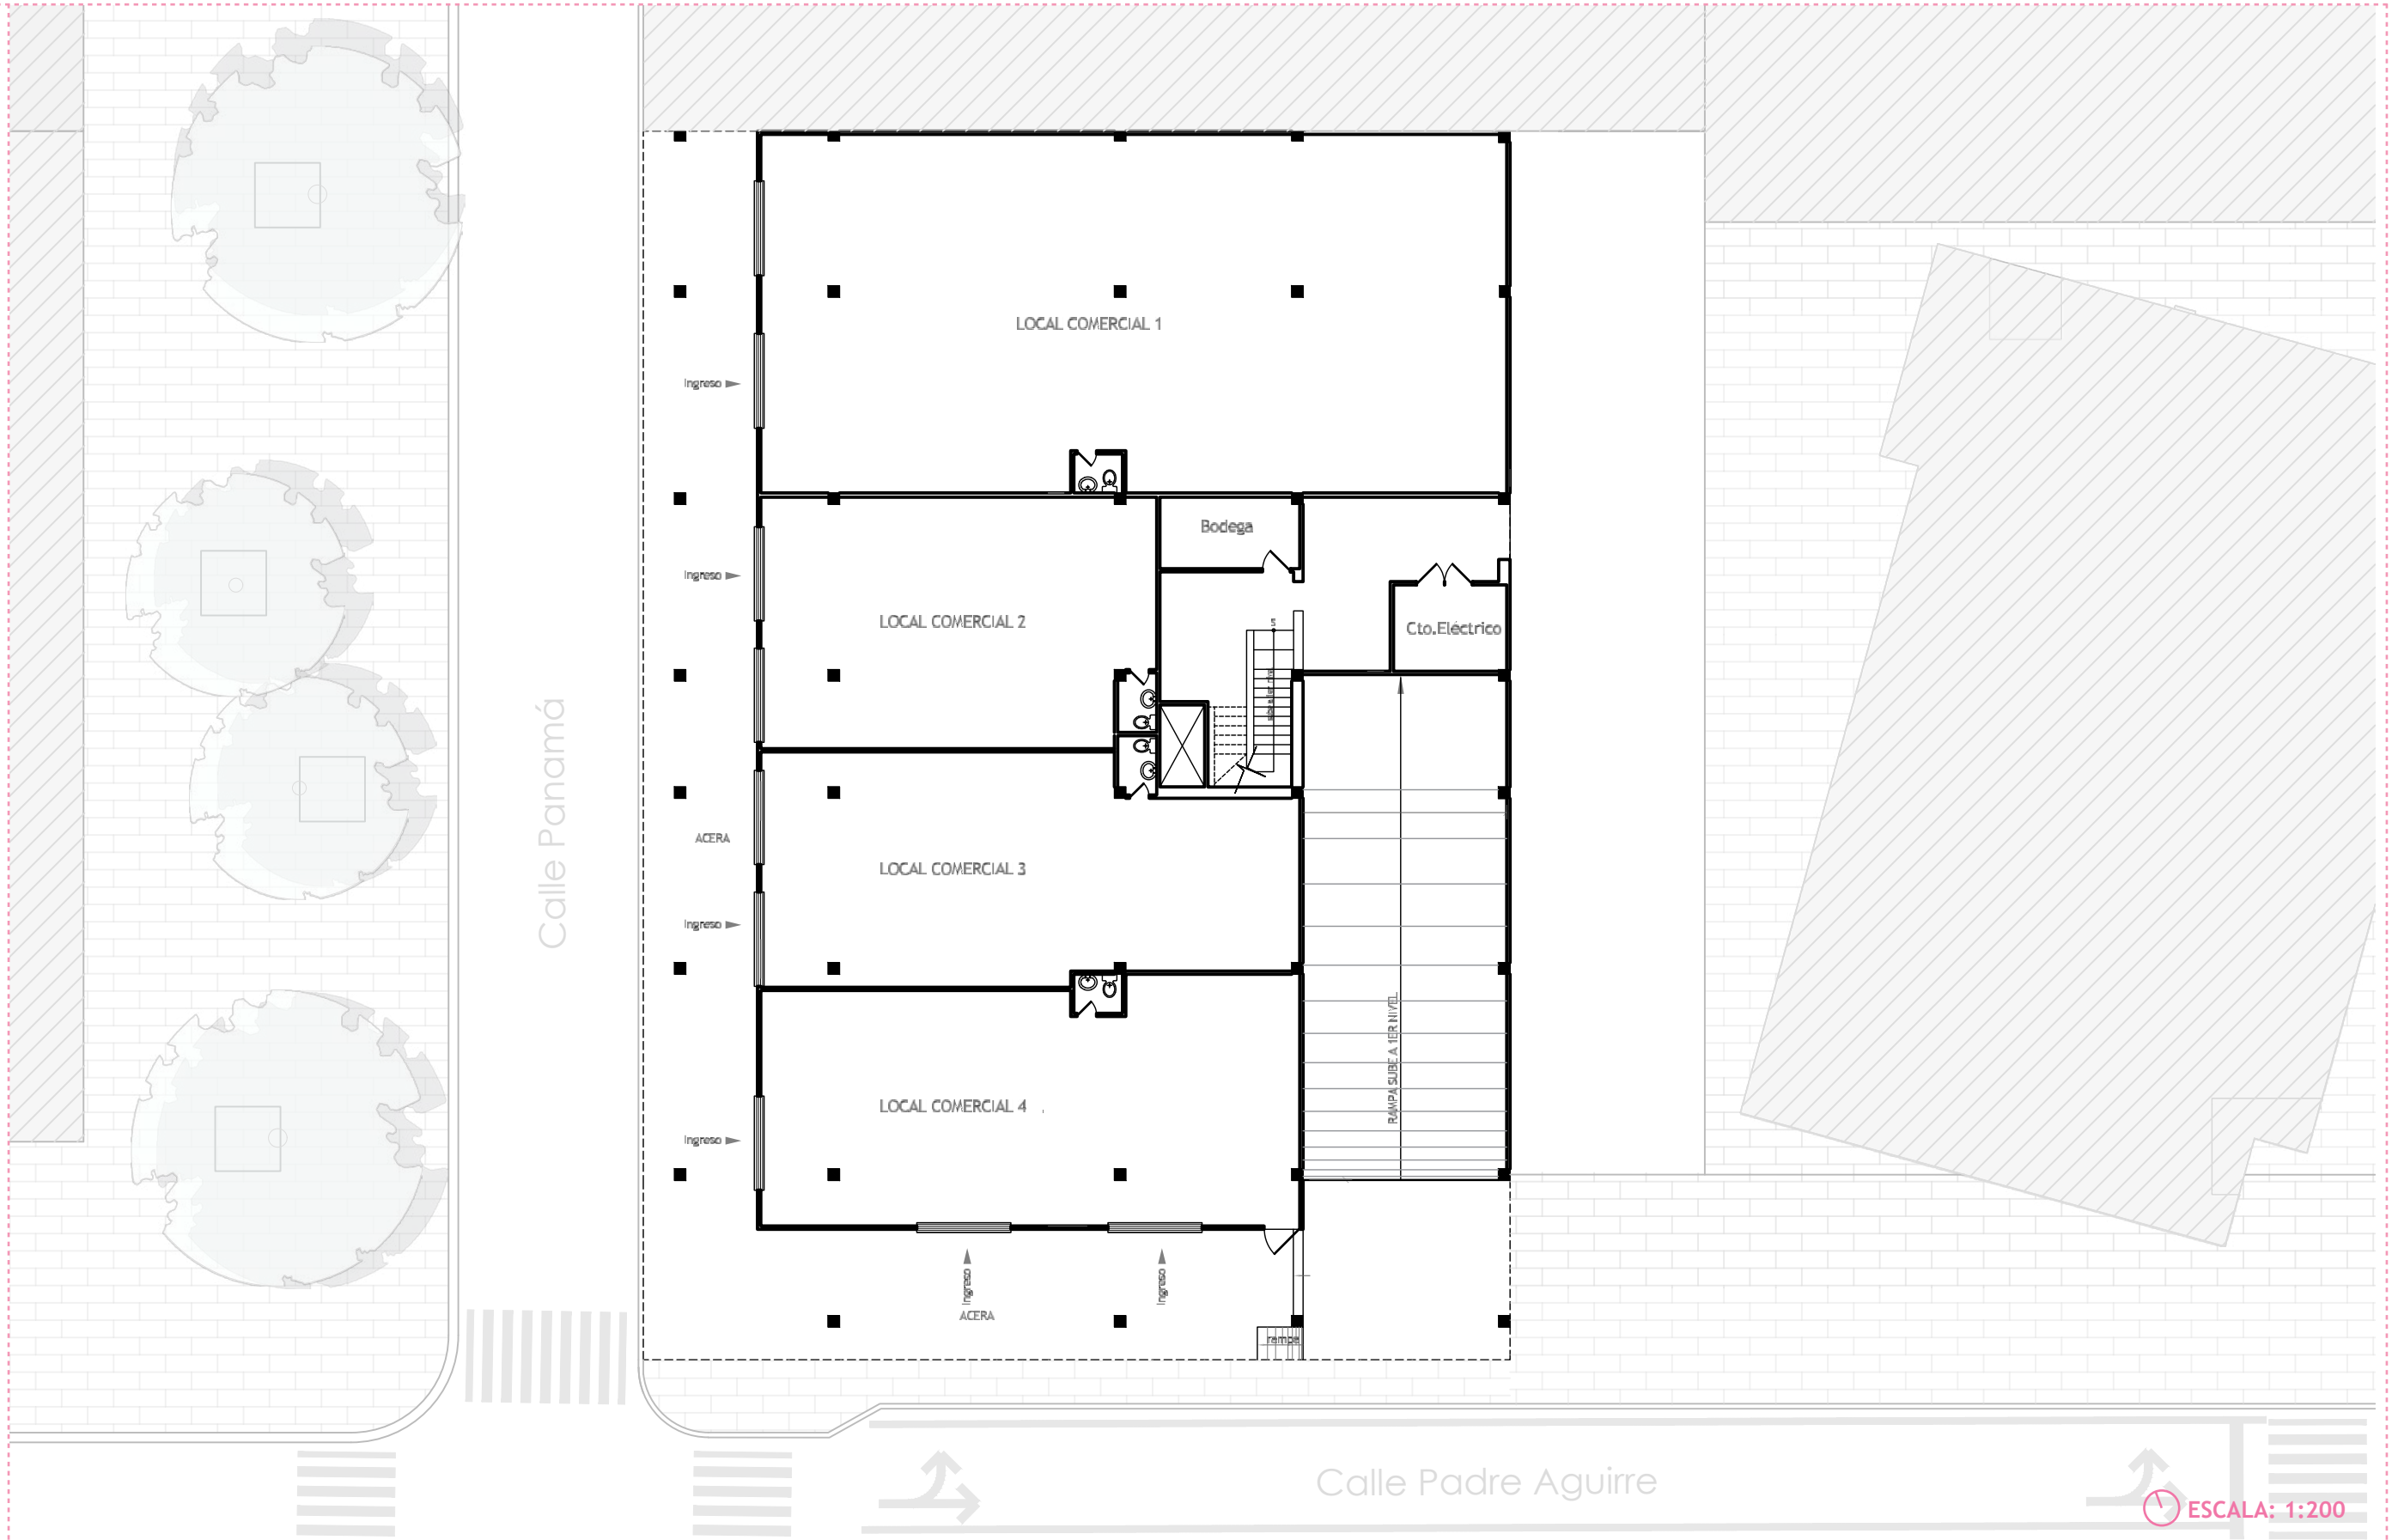 LOCAL COMERCIAL 1
Ingreso
Bodega
Ingreso
LOCAL COMERCIAL 2
Cto.Eléctrico
Calle Panamá
ACERA
LOCAL COMERCIAL 3
Ingreso
RAMPA SUBE A 1ER NIVEL
LOCAL COMERCIAL 4
Ingreso
Ingreso
Ingreso
ACERA
rampa
Calle Padre Aguirre
ESCALA: 1:200